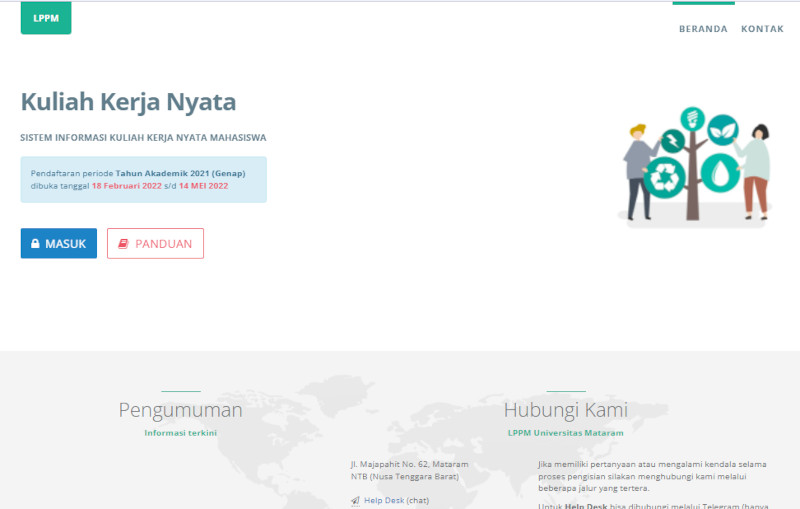 LPPM
BERANDA KONTAK
Kuliah Kerja Nyata
SISTEM INFORMASI KULIAH KERJA NYATA MAHASISWA
Pendaftaran periode Tahun Akademik 2021 (Genap)
dibuka tanggal 18 Februari 2022 s/d 14 MEI 2022
MASUK PANDUAN
Pengumuman
Informasi terkini
Hubungi Kami
LPPM Universitas Mataram
Jl. Majapahit No. 62, Mataram
NTB (Nusa Tenggara Barat)
Help Desk (chat)
Jika memiliki pertanyaan atau mengalami kendala selama
proses pengisian silakan menghubungi kami melalui
beberapa jalur yang tertera.
Untuk Help Desk bisa dihubungi melalui Telegram (hanya